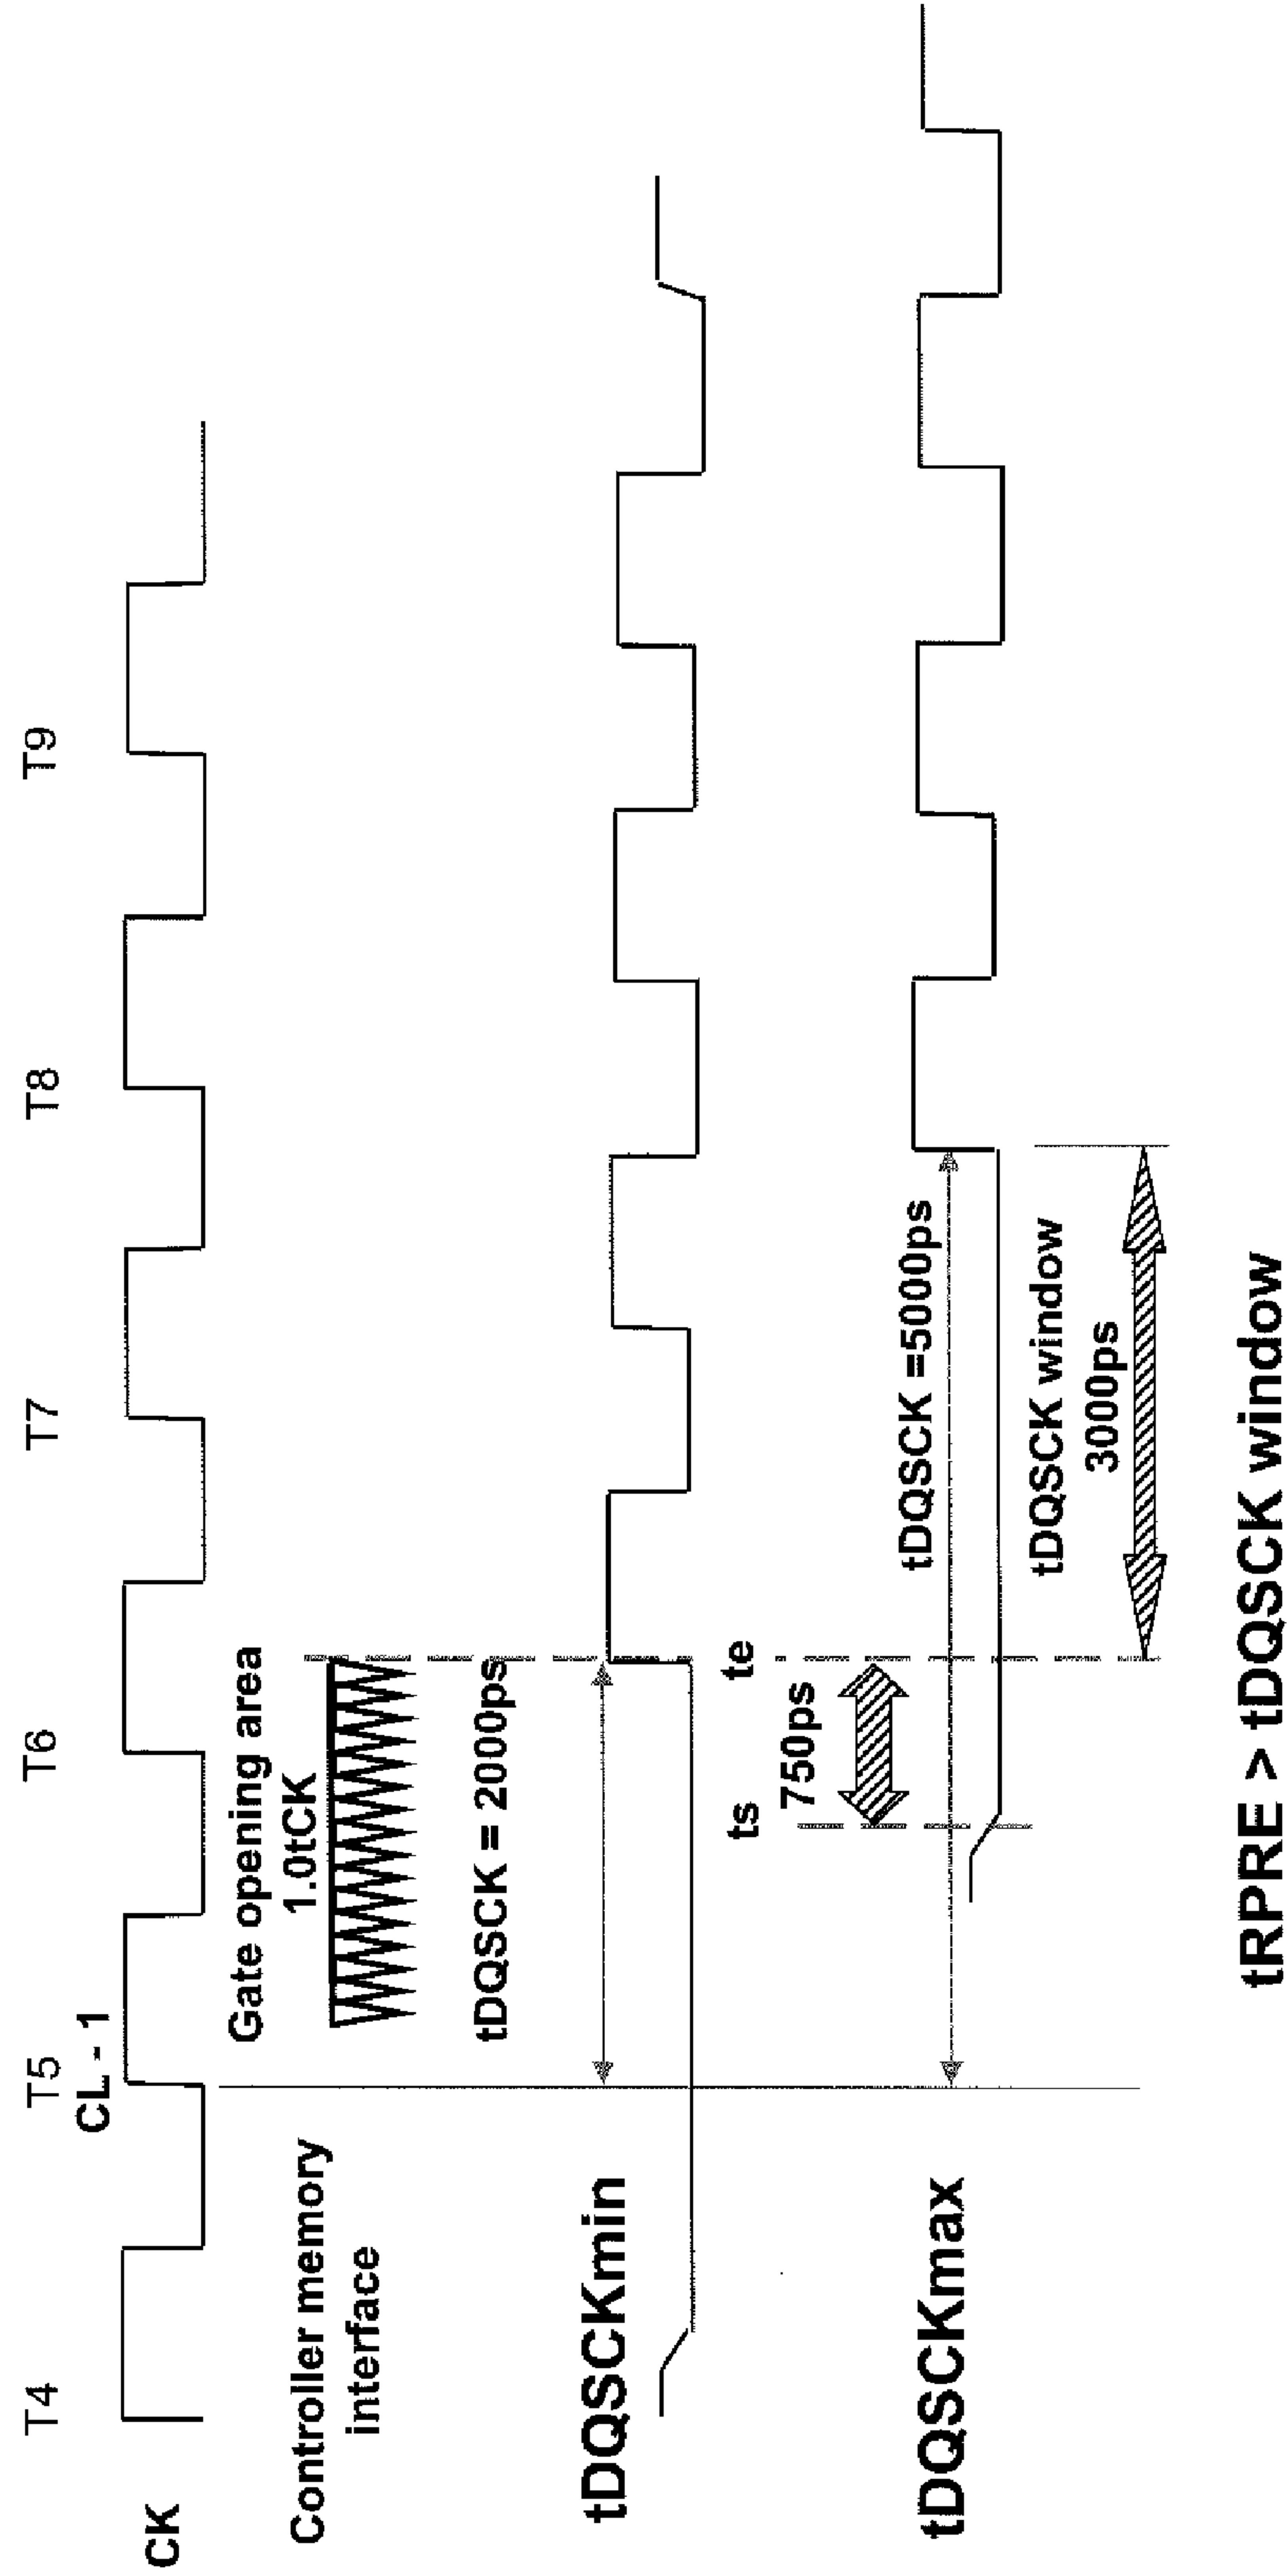 T4
T5
T6
T7
T8
T9
CL - 1
CK
Gate opening area
1.0tCK
Controller memory
interface
tDQSCK = 2000ps
tDQSCKmin
ts
te
750ps
tDQSCK =5000ps
tDQSCKmax
tDQSCK window
3000ps
tRPRE > tDQSCK window